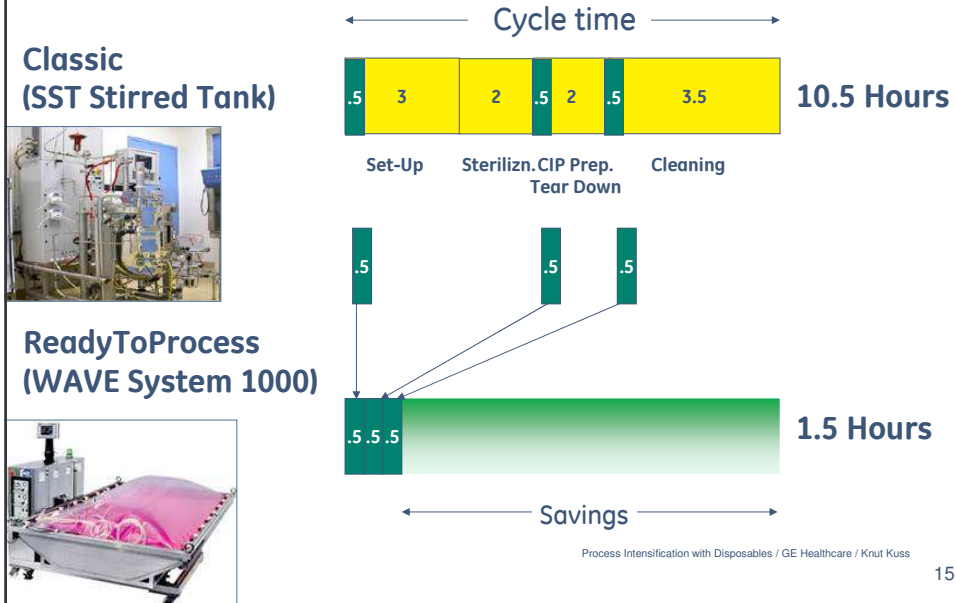 Cycle time
Classic
(SST Stirred Tank)
.5 3 2 .5 2 .5 3.5
10.5 Hours
Set-Up Sterilizn. CIP Prep. Cleaning
Tear Down
.5 .5 .5
ReadyToProcess
(WAVE System 1000)
.5 .5 .5
1.5 Hours
Savings
Process Intensification with Disposables / GE Healthcare / Knut Kuss
15